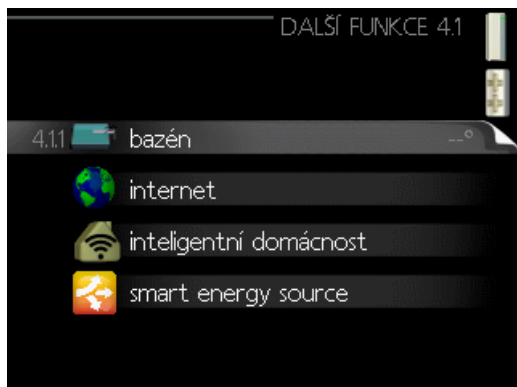 DALŠÍ FUNKCE 4.1
4.1.1 bazén --°
internet
inteligentní domácnost
smart energy source